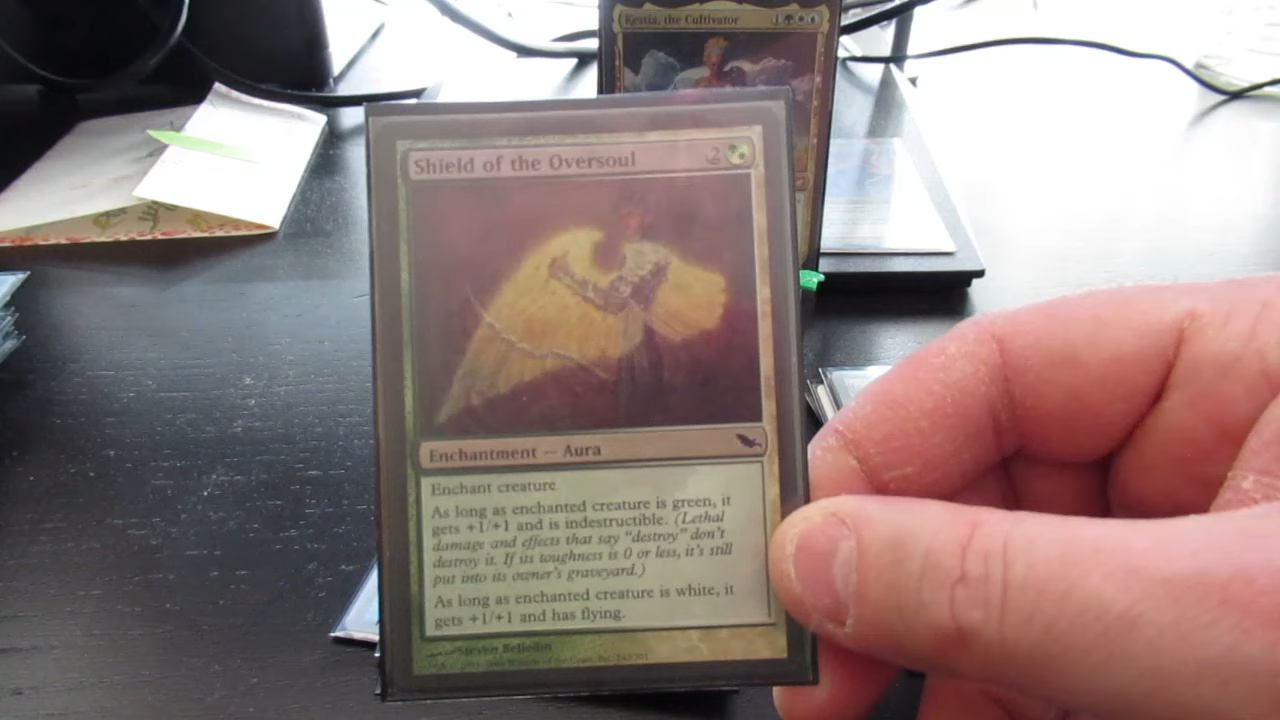 Kestia, the Cultivator 1
Shield of the Oversoul 2
Enchantment — Aura
Enchant creature
As long as enchanted creature is green, it
gets +1/+1 and is indestructible. (Lethal
damage and effects that say "destroy" don't
destroy it. If its toughness is 0 or less, it's still
put into its owner's graveyard.)
As long as enchanted creature is white, it
gets +1/+1 and has flying.
Steven Belledin